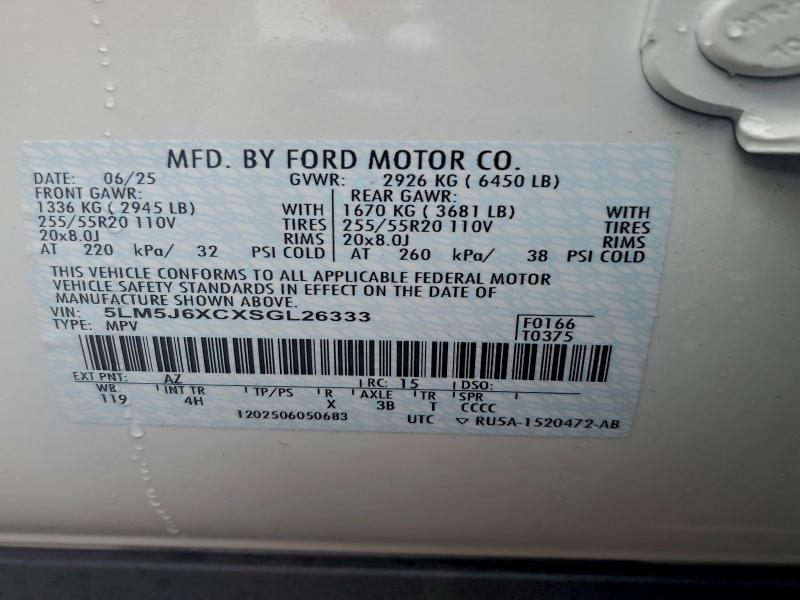 MFD. BY FORD MOTOR CO.
DATE: 06/25 GVWR: 2926 KG ( 6450 LB)
FRONT GAWR: REAR GAWR:
1336 KG ( 2945 LB) WITH 1670 KG ( 3681 LB) WITH
255/55R20 110V TIRES 255/55R20 110V TIRES
20x8.0J RIMS 20x8.0J RIMS
AT 220 kPa/ 32 PSI COLD AT 260 kPa/ 38 PSI COLD
THIS VEHICLE CONFORMS TO ALL APPLICABLE FEDERAL MOTOR
VEHICLE SAFETY STANDARDS IN EFFECT ON THE DATE OF
MANUFACTURE SHOWN ABOVE.
VIN: 5LM5J6XCXSGL26333
TYPE: MPV
F0166
T0375
EXT PNT: AZ RC: 15 DSO:
WB INT TR TP/PS R AXLE TR SPR
119 4H X 3B T CCCC
1202506050683 UTC ▽ RU5A-1520472-AB